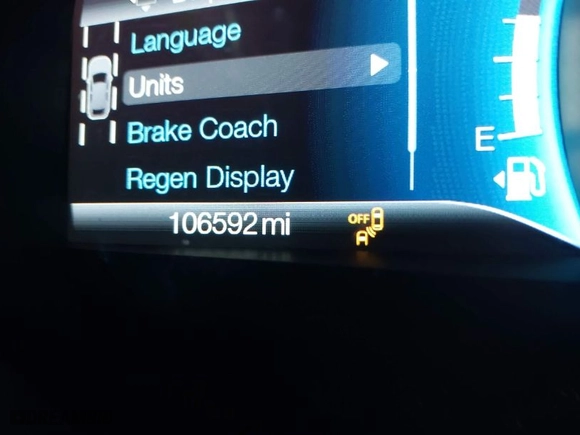 Language
Units
Brake Coach
Regen Display
E
106592 mi
OFF
A